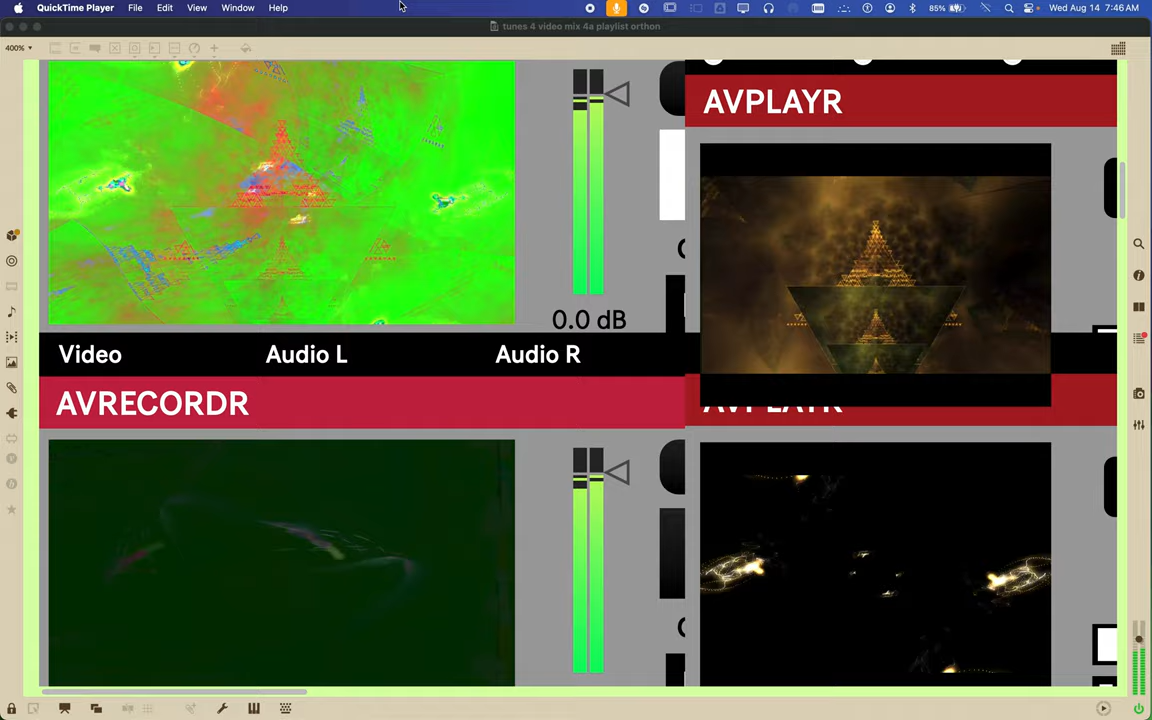 QuickTime Player File Edit View Window Help 85% Wed Aug 14 7:46 AM
tunes 4 video mix 4a playlist orthon
400%
AVPLAYR
0.0 dB
Video Audio L Audio R
AVRECORDR
AVPLAYR